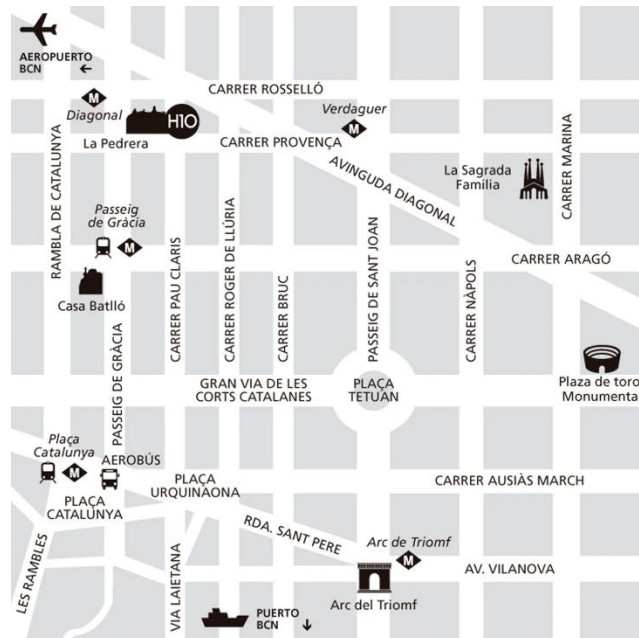 AEROPUERTO
BCN ←
CARRER ROSSELLÓ
M
Diagonal
H10
La Pedrera
Verdaguer
M
CARRER PROVENÇA
AVINGUDA DIAGONAL
La Sagrada
Familia
CARRER MARINA
RAMBLA DE CATALUNYA
Passeig
de Gràcia
M
CARRER PAU CLARIS
CARRER ROGER DE LLÚRIA
CARRER BRUC
PASSEIG DE SANT JOAN
CARRER NÀPOLS
CARRER ARAGÓ
Casa Batlló
PASSEIG DE GRÀCIA
GRAN VIA DE LES
CORTS CATALANES
PLAÇA
TETUAN
Plaza de toro
Monumenta
Plaça
Catalunya
M
AEROBÚS
PLAÇA
CATALUNYA
PLAÇA
URQUINAONA
CARRER AUSIÀS MARCH
LES RAMBLES
VIA LAIETANA
RDA. SANT PERE
Arc de Triomf
M
AV. VILANOVA
Arc del Triomf
PUERTO
BCN ↓